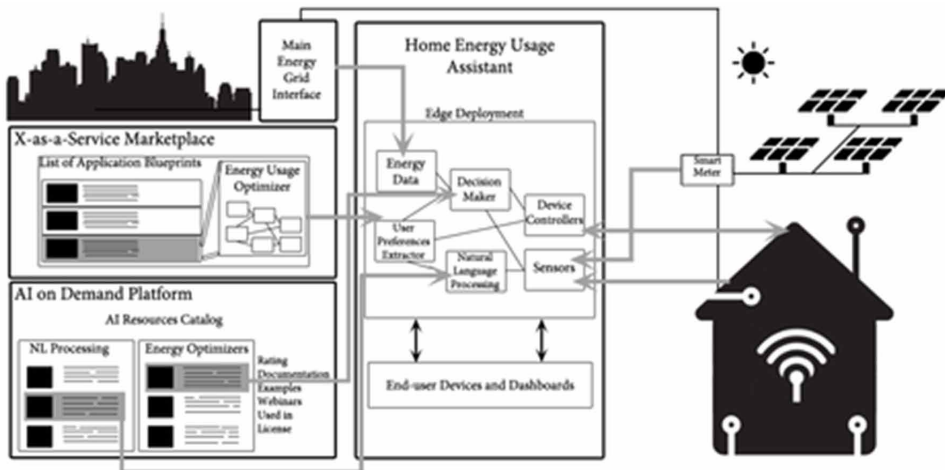 Main
Energy
Grid
Interface
Home Energy Usage
Assistant
Edge Deployment
Energy
Data
Decision
Maker
Device
Controllers
User
Preferences
Extractor
Natural
Language
Processing
Sensors
End-user Devices and Dashboards
X-as-a-Service Marketplace
List of Application Blueprints
Energy Usage
Optimizer
AI on Demand Platform
AI Resources Catalog
NL Processing
Energy Optimizers
Rating
Documentation
Examples
Webinars
Used in
License
Smart
Meter